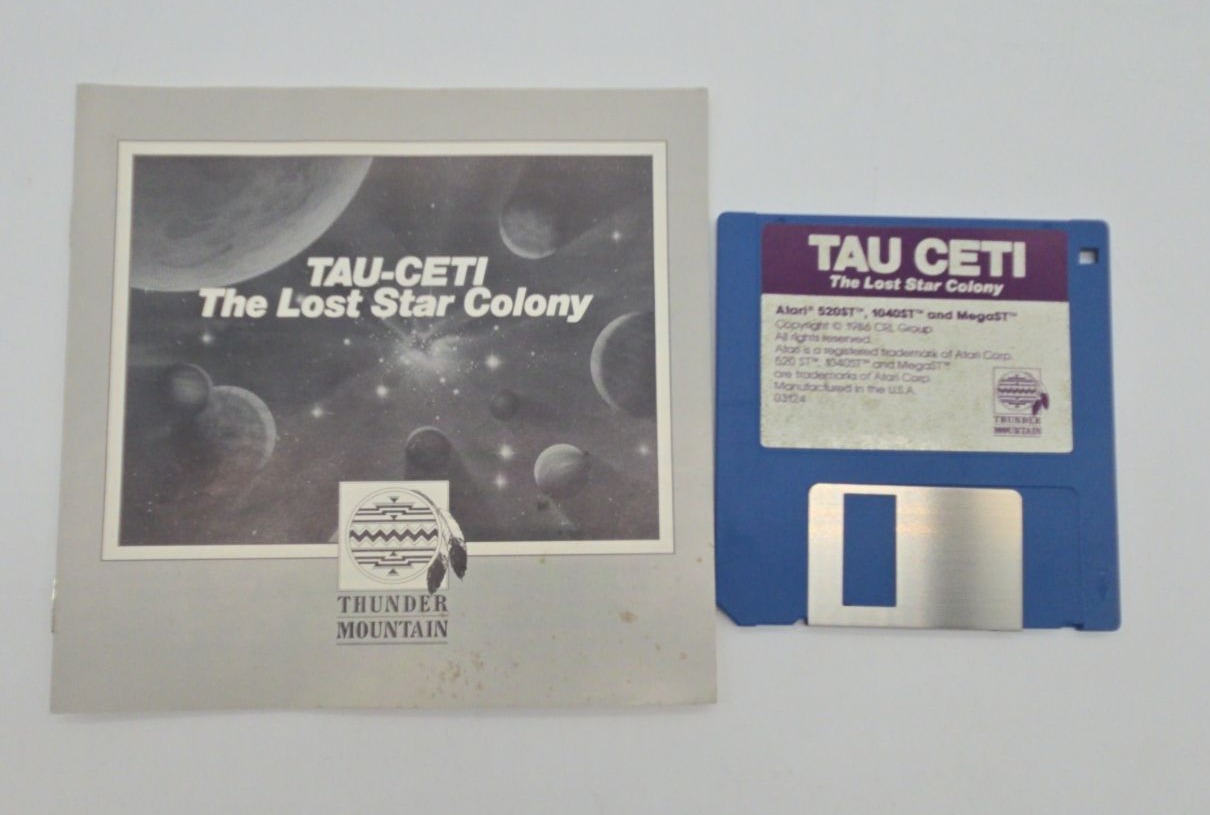 TAU-CETI
The Lost Star Colony
THUNDER
MOUNTAIN
TAU CETI
The Lost Star Colony
Atari® 520ST™, 1040ST™ and MegaST™
Copyright © 1986 CRL Group
All rights reserved.
Atari is a registered trademark of Atari Corp.
520 ST™, 1040ST™ and MegaST™
are trademarks of Atari Corp.
Manufactured in the U.S.A.
03124
THUNDER
MOUNTAIN